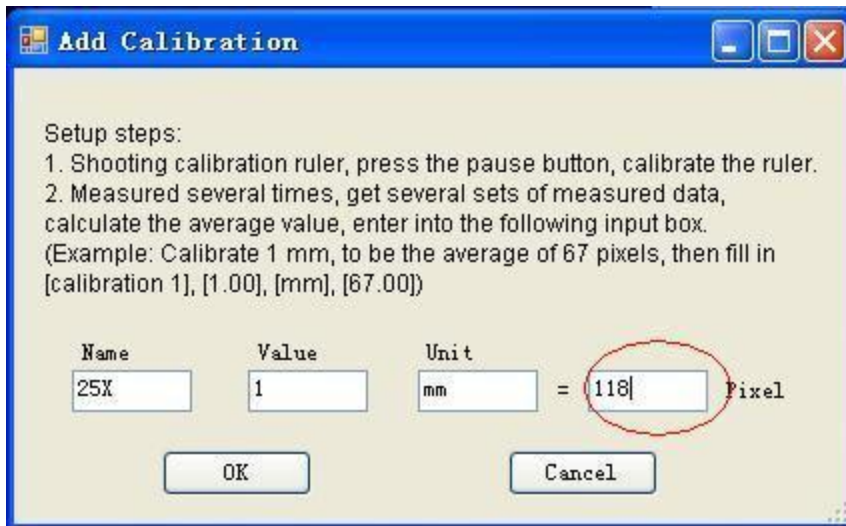 Add Calibration
Setup steps:
1. Shooting calibration ruler, press the pause button, calibrate the ruler.
2. Measured several times, get several sets of measured data,
calculate the average value, enter into the following input box.
(Example: Calibrate 1 mm, to be the average of 67 pixels, then fill in
[calibration 1], [1.00], [mm], [67.00])
Name Value Unit
25X 1 mm = 118 Pixel
OK Cancel